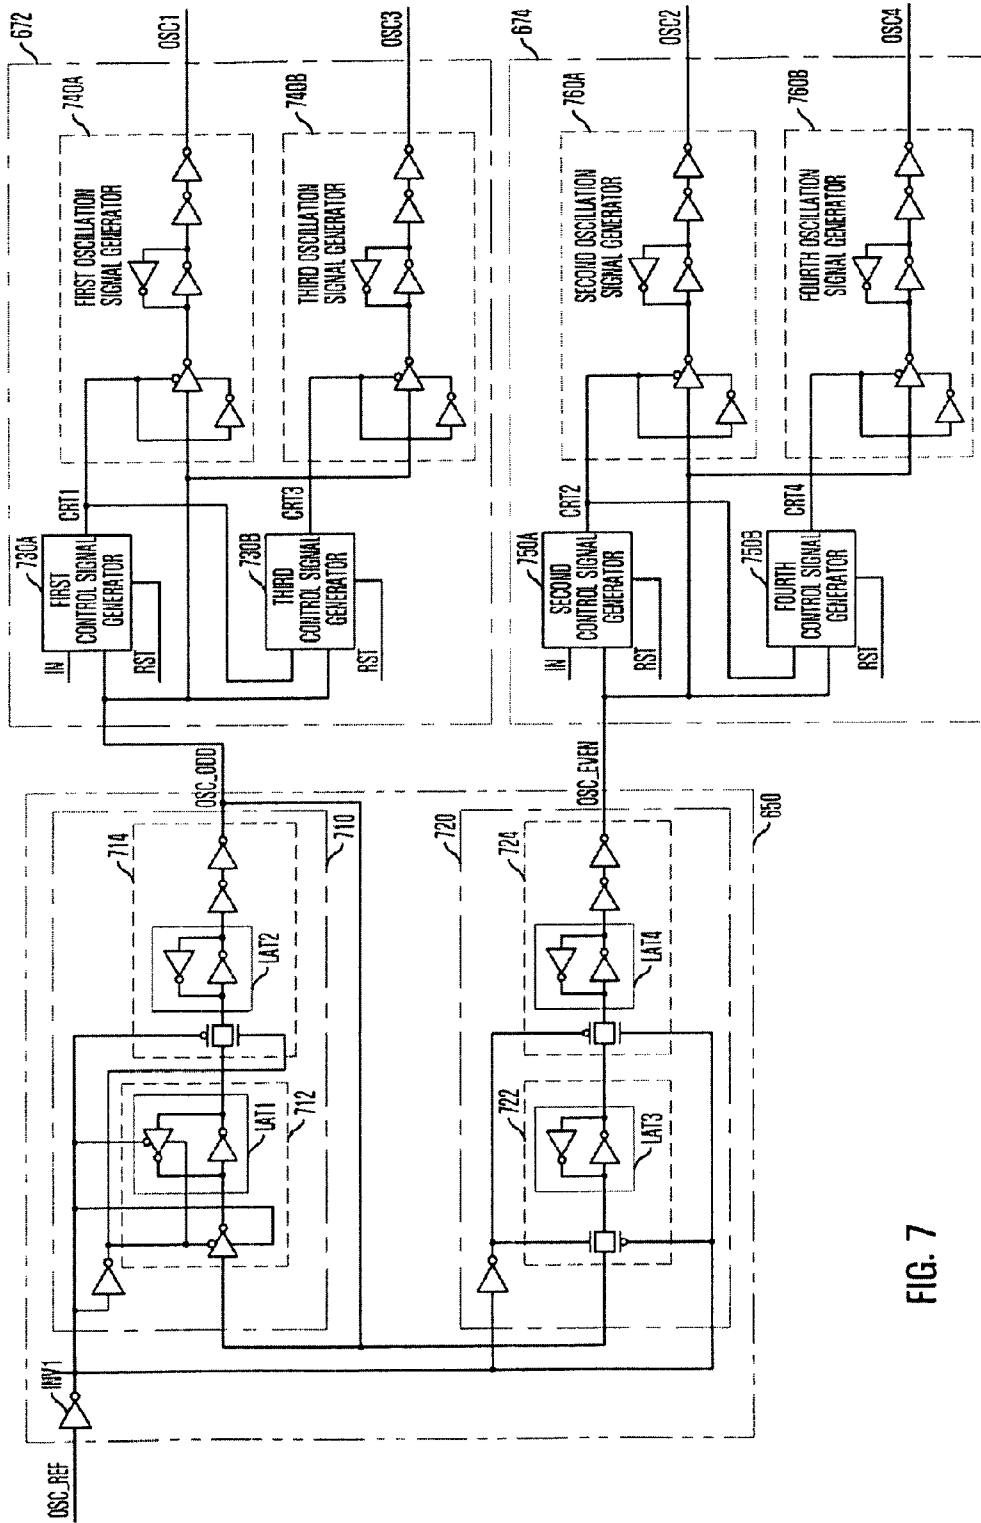 OSC_REF
INV1
650
710
712
LAT1
714
LAT2
OSC_ODD
720
722
LAT3
724
LAT4
OSC_EVEN
672
IN
RST
730A
FIRST
CONTROL SIGNAL
GENERATOR
CRT1
740A
FIRST OSCILLATION
SIGNAL GENERATOR
OSC1
RST
730B
THIRD
CONTROL SIGNAL
GENERATOR
CRT3
740B
THIRD OSCILLATION
SIGNAL GENERATOR
OSC3
674
IN
RST
750A
SECOND
CONTROL SIGNAL
GENERATOR
CRT2
760A
SECOND OSCILLATION
SIGNAL GENERATOR
OSC2
RST
750B
FOURTH
CONTROL SIGNAL
GENERATOR
CRT4
760B
FOURTH OSCILLATION
SIGNAL GENERATOR
OSC4
FIG. 7